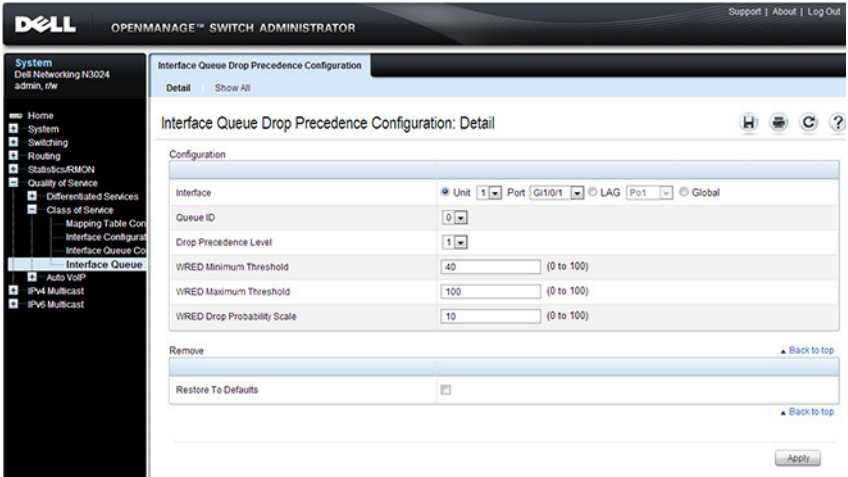 Support | About | Log Out
DELL OPENMANAGE™ SWITCH ADMINISTRATOR
System
Dell Networking N3024
admin, r/w
Home
System
Switching
Routing
Statistics/RMON
Quality of Service
Differentiated Services
Class of Service
Mapping Table Con
Interface Configurat
Interface Queue Co
Interface Queue
Auto VoIP
IPv4 Multicast
IPv6 Multicast
Interface Queue Drop Precedence Configuration
Detail Show All
Interface Queue Drop Precedence Configuration: Detail
Configuration
Interface Unit 1 Port Gi1/0/1 LAG Po1 Global
Queue ID 0
Drop Precedence Level 1
WRED Minimum Threshold 40 (0 to 100)
WRED Maximum Threshold 100 (0 to 100)
WRED Drop Probability Scale 10 (0 to 100)
Remove Back to top
Restore To Defaults
Back to top
Apply